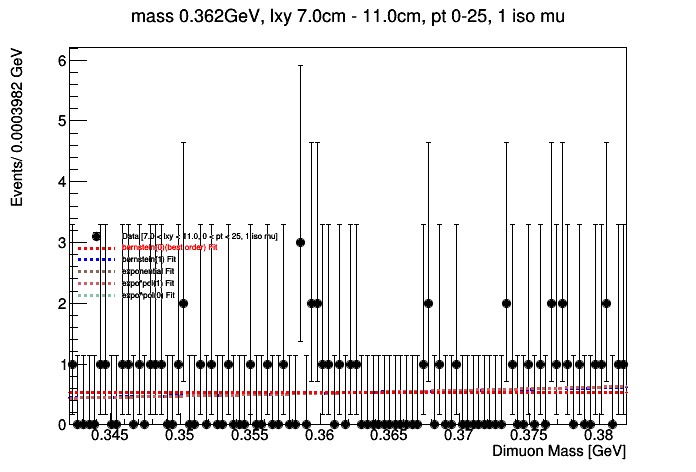 mass 0.362GeV, lxy 7.0cm - 11.0cm, pt 0-25, 1 iso mu
Events/ 0.0003982 GeV
6
5
4
3
2
1
0
Data [7.0 < lxy < 11.0, 0 < pt < 25, 1 iso mu]
bernstein[0](best order) Fit
bernstein(1) Fit
exponential Fit
expo*pol(1) Fit
expo*pol(0) Fit
0.345 0.35 0.355 0.36 0.365 0.37 0.375 0.38
Dimuon Mass [GeV]